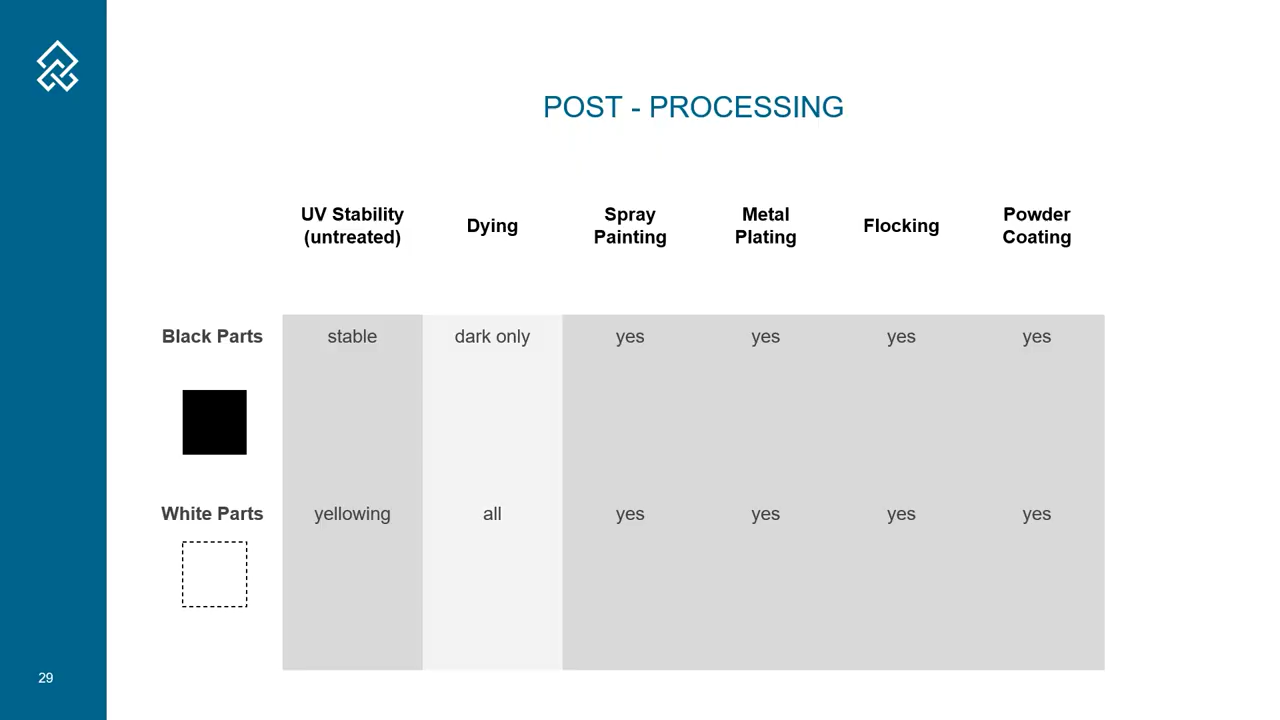 POST - PROCESSING
UV Stability
(untreated)
Dying
Spray
Painting
Metal
Plating
Flocking
Powder
Coating
Black Parts stable dark only yes yes yes yes
White Parts yellowing all yes yes yes yes
29